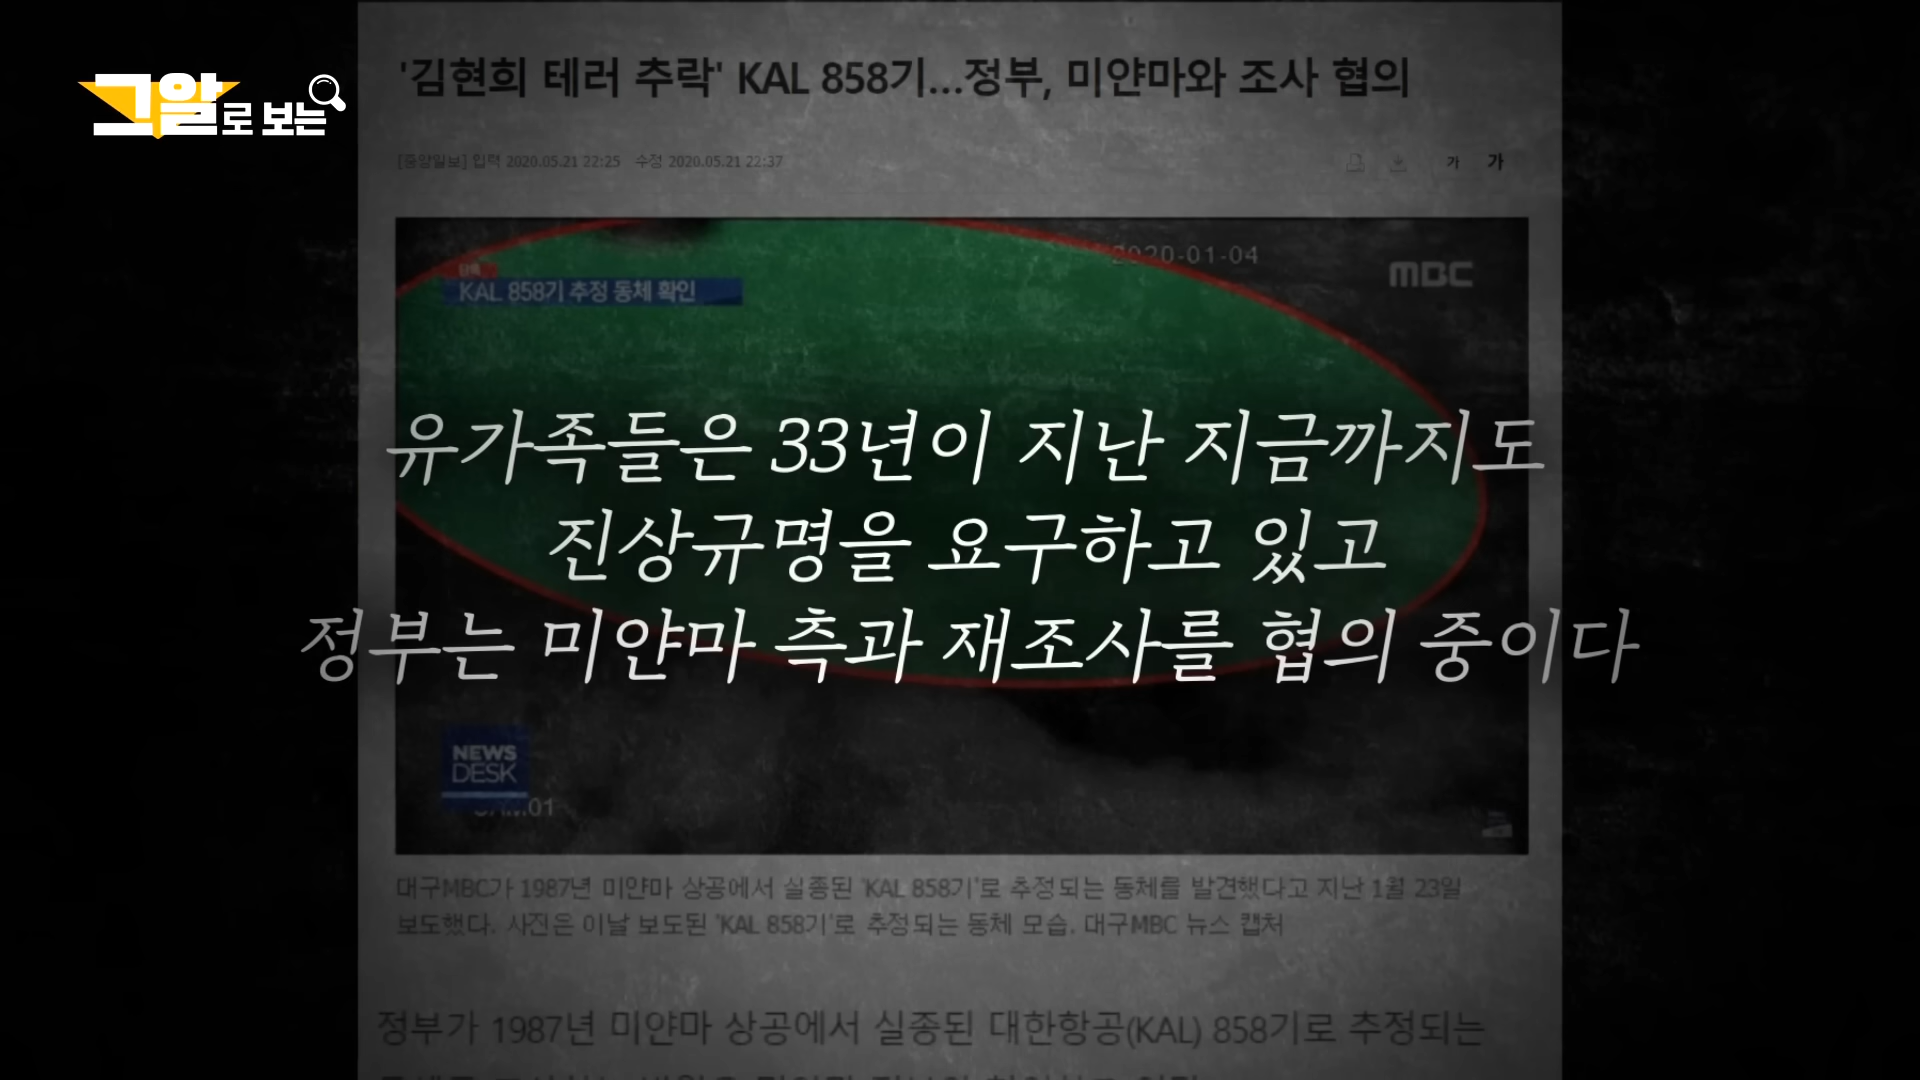 그알로 보는
'김현희 테러 추락' KAL 858기...정부, 미얀마와 조사 협의
[중앙일보] 입력 2020.05.21 22:25 수정 2020.05.21 22:37
가 가
2020-01-04
MBC
단독
KAL 858기 추정 동체 확인
유가족들은 33년이 지난 지금까지도
진상규명을 요구하고 있고
정부는 미얀마 측과 재조사를 협의 중이다
NEWS
DESK
대구MBC가 1987년 미얀마 상공에서 실종된 'KAL 858기'로 추정되는 동체를 발견했다고 지난 1월 23일
보도했다. 사진은 이날 보도된 'KAL 858기'로 추정되는 동체 모습. 대구MBC 뉴스 캡처
정부가 1987년 미얀마 상공에서 실종된 대한항공(KAL) 858기로 추정되는